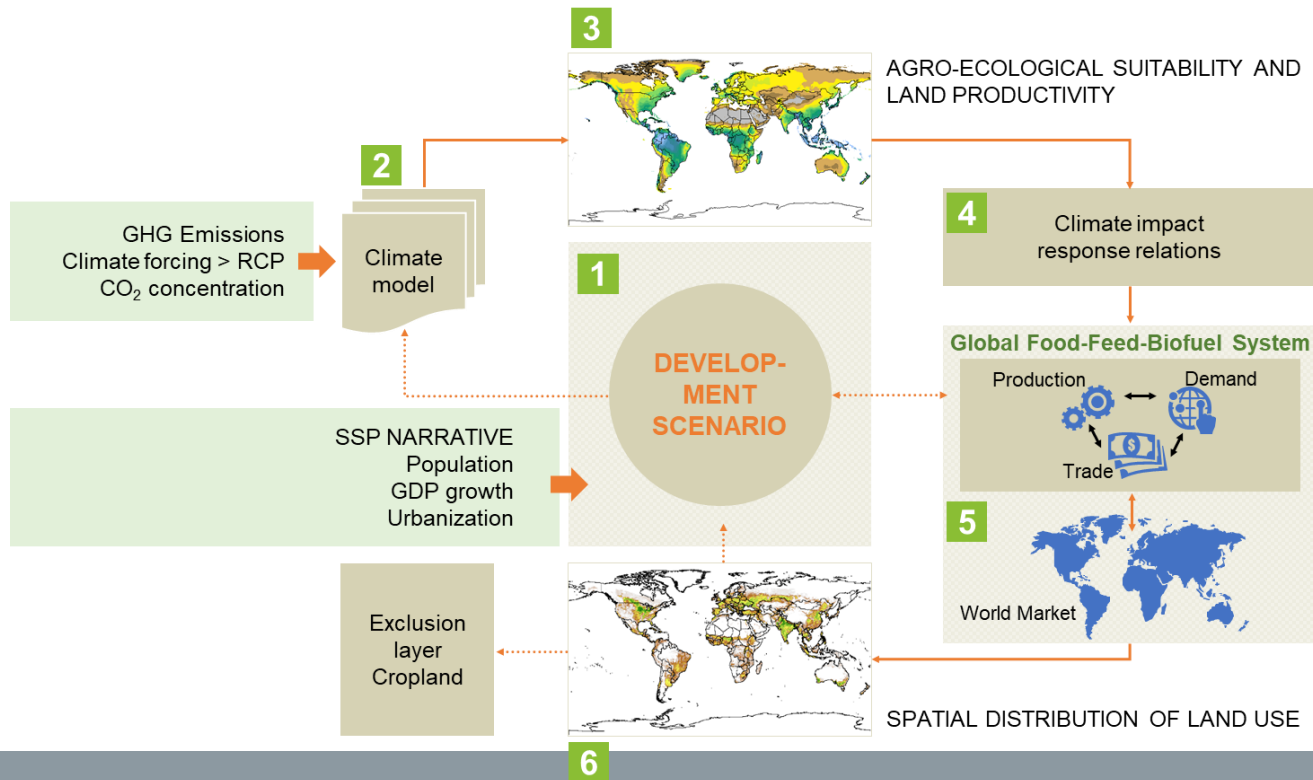 3
AGRO-ECOLOGICAL SUITABILITY AND
LAND PRODUCTIVITY
2
GHG Emissions
Climate forcing > RCP
CO₂ concentration
Climate
model
4
Climate impact
response relations
1
DEVELOP-
MENT
SCENARIO
Global Food-Feed-Biofuel System
Production
Demand
$
Trade
SSP NARRATIVE
Population
GDP growth
Urbanization
5
World Market
Exclusion
layer
Cropland
SPATIAL DISTRIBUTION OF LAND USE
6